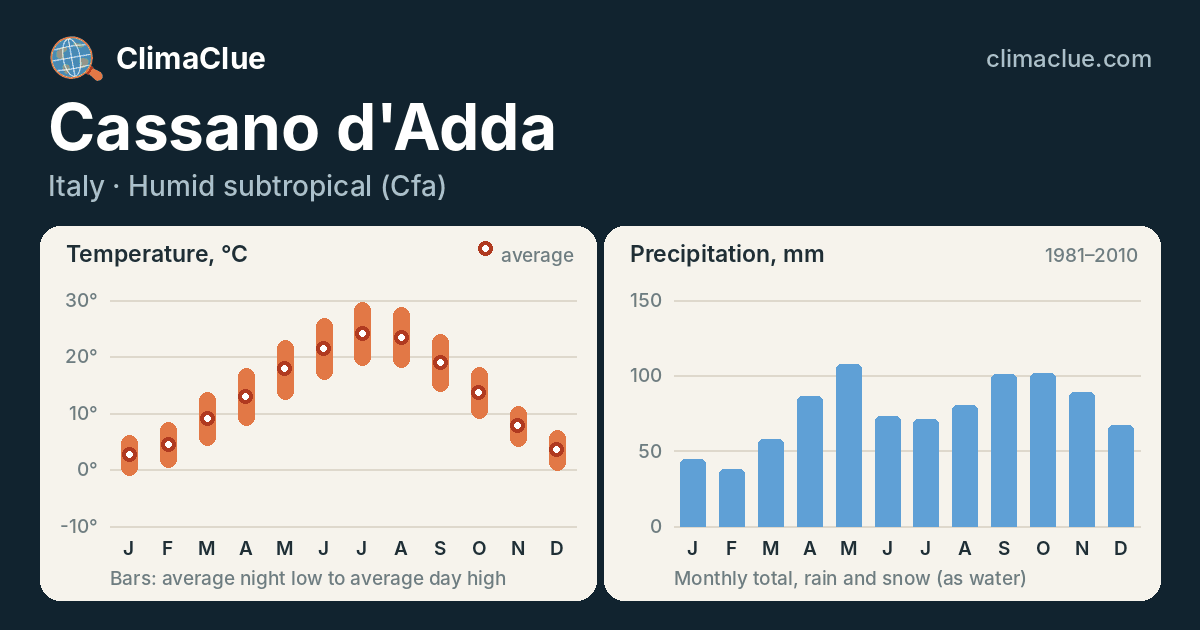 ClimaClue
climaclue.com
Cassano d'Adda
Italy · Humid subtropical (Cfa)
Temperature, °C
average
30°
20°
10°
0°
-10°
J F M A M J J A S O N D
Bars: average night low to average day high
Precipitation, mm
1981–2010
150
100
50
0
J F M A M J J A S O N D
Monthly total, rain and snow (as water)